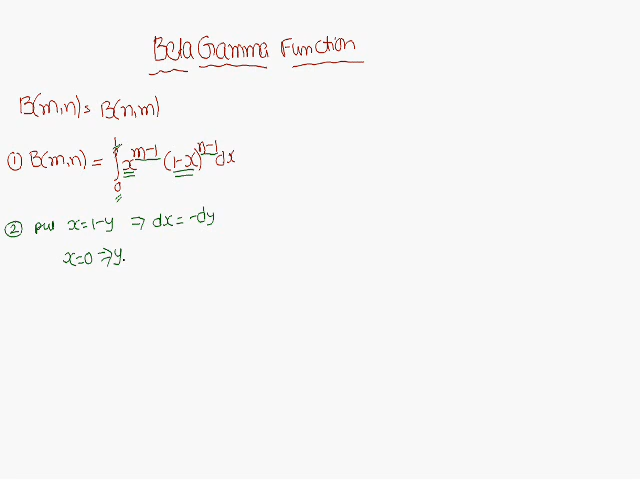 Beta Gamma Function
B(m,n) = B(n,m)
① B(m,n) = ∫₀¹ x^{m-1} (1-x)^{n-1} dx
② put x=1-y ⇒ dx = -dy
x=0 ⇒ y.